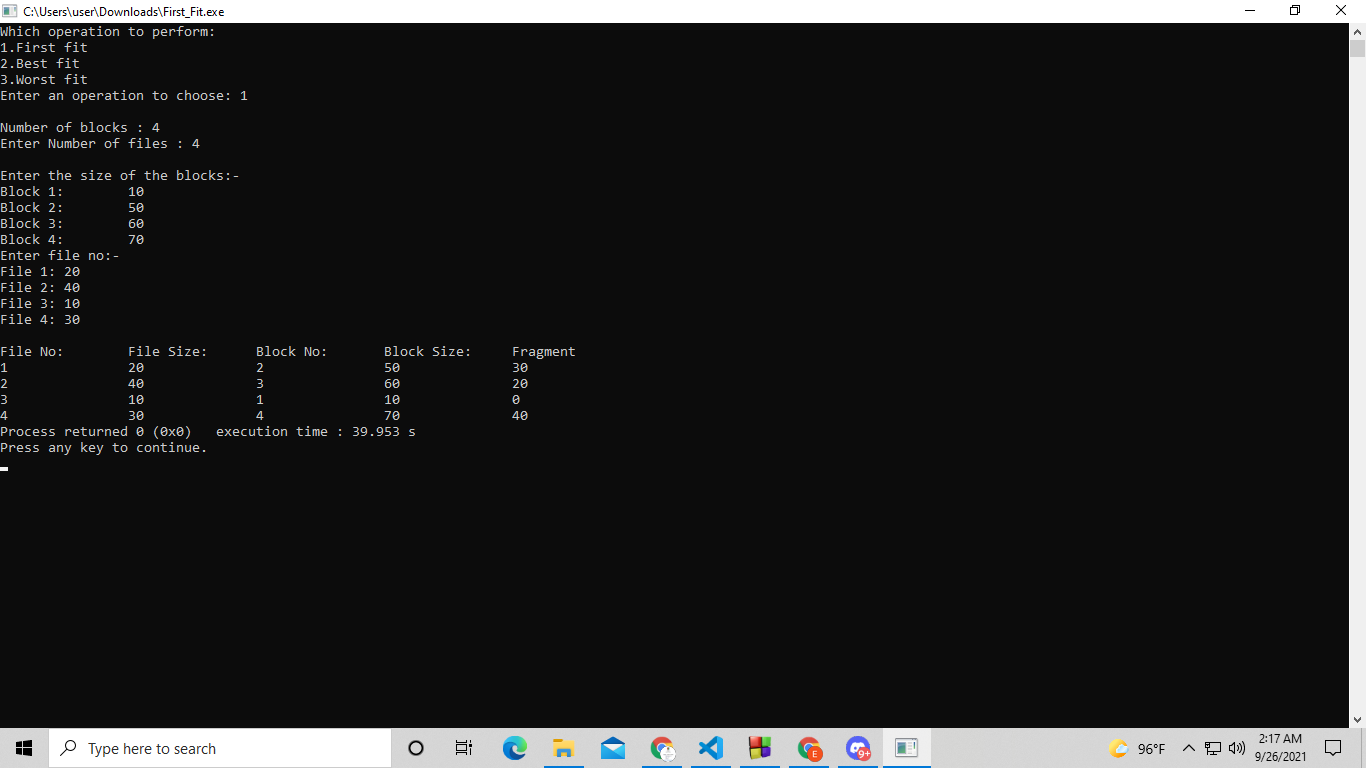 C:\Users\user\Downloads\First_Fit.exe
Which operation to perform:
1.First fit
2.Best fit
3.Worst fit
Enter an operation to choose: 1
Number of blocks : 4
Enter Number of files : 4
Enter the size of the blocks:-
Block 1: 10
Block 2: 50
Block 3: 60
Block 4: 70
Enter file no:-
File 1: 20
File 2: 40
File 3: 10
File 4: 30
File No: File Size: Block No: Block Size: Fragment
1 20 2 50 30
2 40 3 60 20
3 10 1 10 0
4 30 4 70 40
Process returned 0 (0x0) execution time : 39.953 s
Press any key to continue.
Type here to search
E
9+
96°F
2:17 AM
9/26/2021